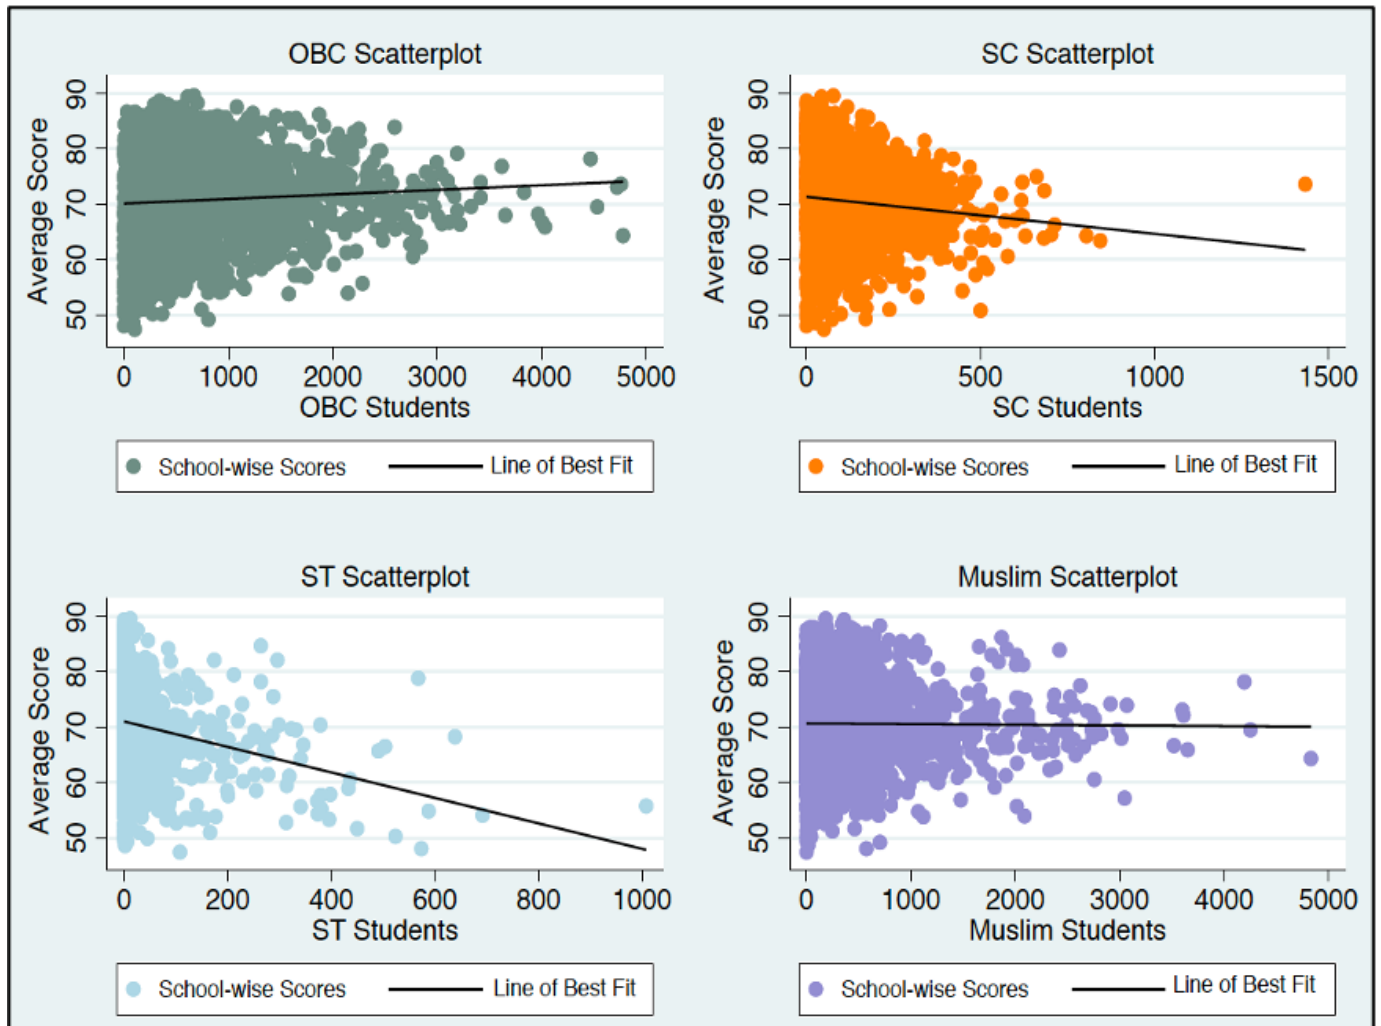 OBC Scatterplot
Average Score
90
80
70
60
50
0 1000 2000 3000 4000 5000
OBC Students
School-wise Scores Line of Best Fit
SC Scatterplot
Average Score
90
80
70
60
50
0 500 1000 1500
SC Students
School-wise Scores Line of Best Fit
ST Scatterplot
Average Score
90
80
70
60
50
0 200 400 600 800 1000
ST Students
School-wise Scores Line of Best Fit
Muslim Scatterplot
Average Score
90
80
70
60
50
0 1000 2000 3000 4000 5000
Muslim Students
School-wise Scores Line of Best Fit